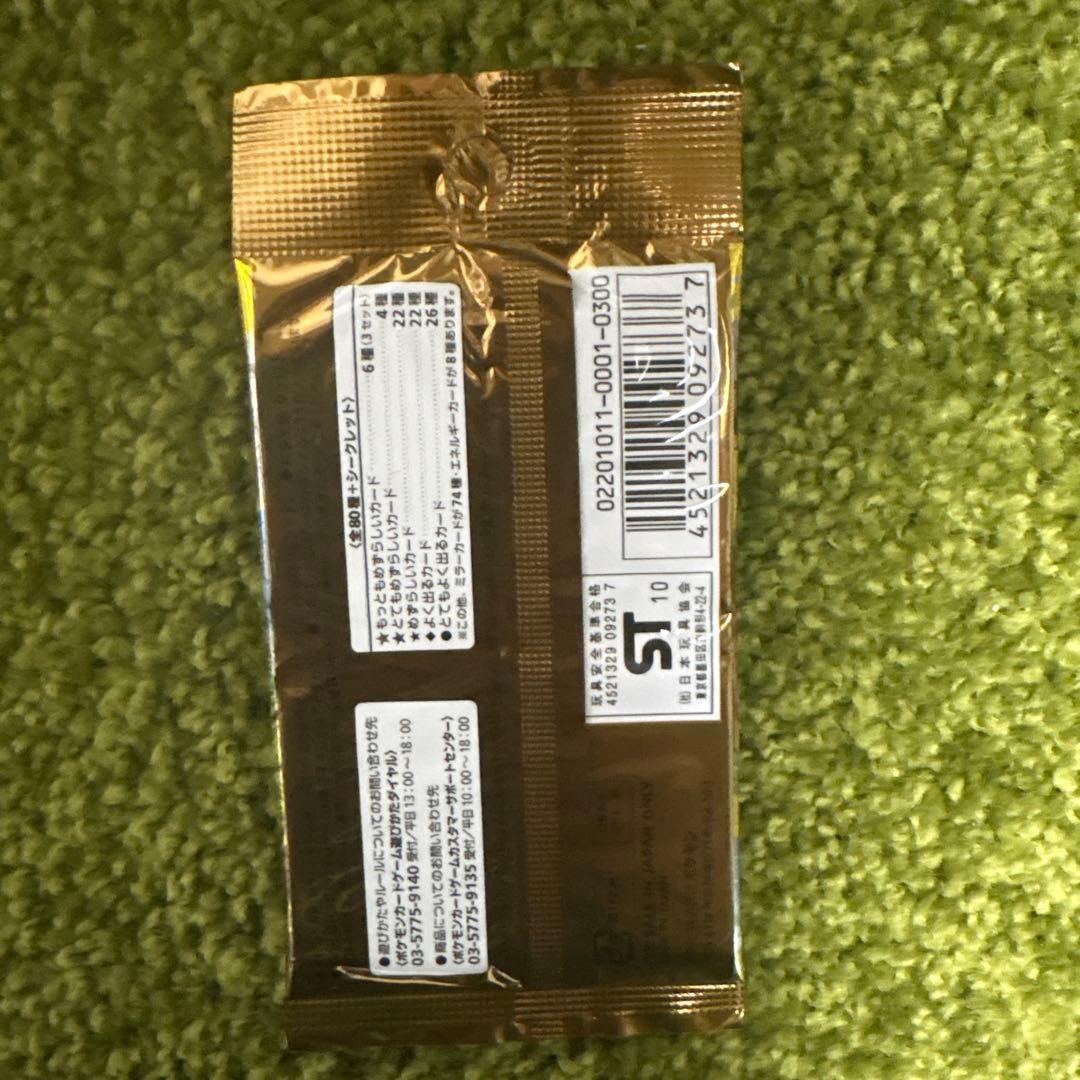 〈全80種+シークレット〉
★もっともめずらしいカード 6種(3セット)
★とてもめずらしいカード 4種
★めずらしいカード 22種
◆よく出るカード 22種
●とてもよく出るカード 26種
※この他、ミラーカードが74種・エネルギーカードが8種あります。
●遊びかたやルールについてのお問い合わせ先
〈ポケモンカードゲーム遊びかたダイヤル〉
03-5775-9140 受付/平日13:00〜18:00
●商品についてのお問い合わせ先
〈ポケモンカードゲームカスタマーサポートセンター〉
03-5775-9135 受付/平日10:00〜18:00
02201011-0001-0300
4521329 092737
玩具安全基準合格
4521329 09273 7
ST 10
(社)日本玩具協会
IN JAPAN ONLY